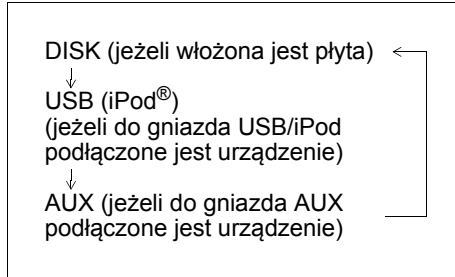 DISK (jeżeli włożona jest płyta)
USB (iPod®)
(jeżeli do gniazda USB/iPod
podłączone jest urządzenie)
AUX (jeżeli do gniazda AUX
podłączone jest urządzenie)